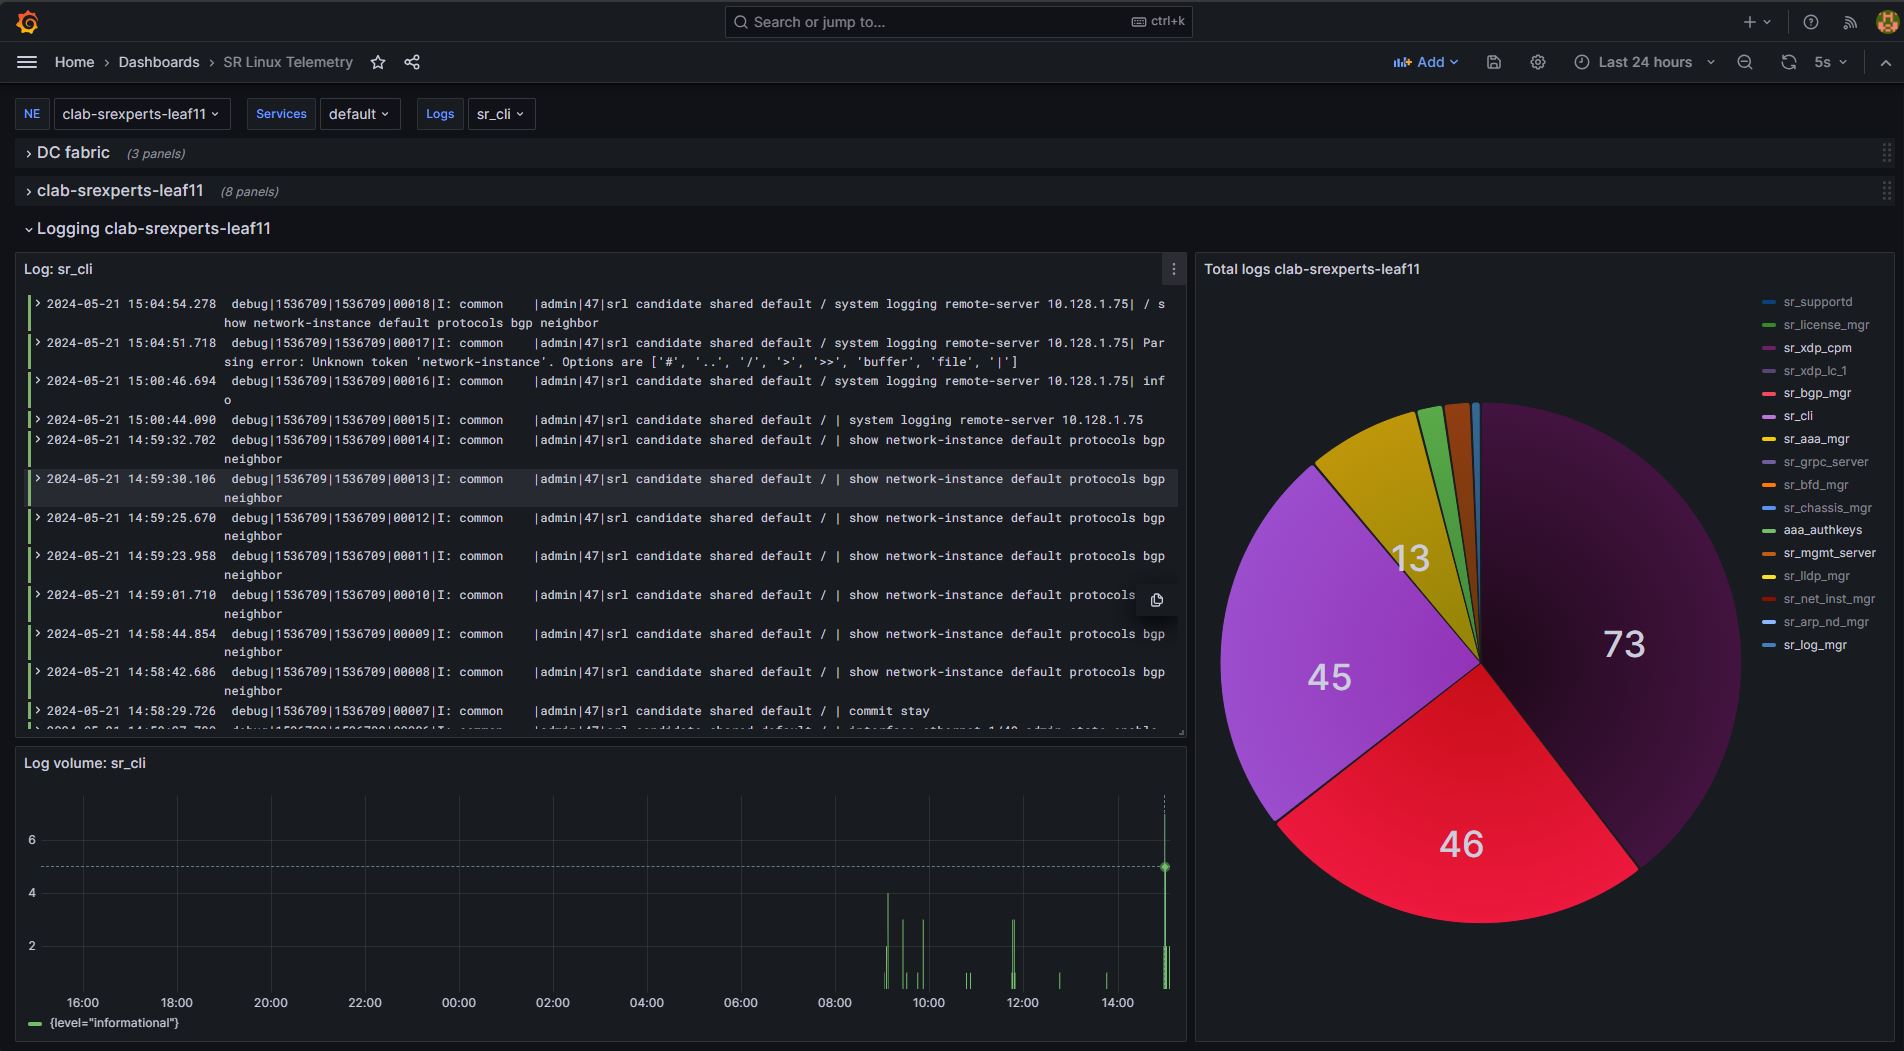 Search or jump to...
ctrl+k
Home › Dashboards › SR Linux Telemetry
Add
Last 24 hours
5s
NE clab-srexperts-leaf11 Services default Logs sr_cli
DC fabric (3 panels)
clab-srexperts-leaf11 (8 panels)
Logging clab-srexperts-leaf11
Log: sr_cli
2024-05-21 15:04:54.278 debug|1536709|1536709|00018|I: common |admin|47|srl candidate shared default / system logging remote-server 10.128.1.75| / s
how network-instance default protocols bgp neighbor
2024-05-21 15:04:51.718 debug|1536709|1536709|00017|I: common |admin|47|srl candidate shared default / system logging remote-server 10.128.1.75| Par
sing error: Unknown token 'network-instance'. Options are ['#', '..', '/', '>', '>>', 'buffer', 'file', '|']
2024-05-21 15:00:46.694 debug|1536709|1536709|00016|I: common |admin|47|srl candidate shared default / system logging remote-server 10.128.1.75| inf
o
2024-05-21 15:00:44.090 debug|1536709|1536709|00015|I: common |admin|47|srl candidate shared default / | system logging remote-server 10.128.1.75
2024-05-21 14:59:32.702 debug|1536709|1536709|00014|I: common |admin|47|srl candidate shared default / | show network-instance default protocols bgp
neighbor
2024-05-21 14:59:30.106 debug|1536709|1536709|00013|I: common |admin|47|srl candidate shared default / | show network-instance default protocols bgp
neighbor
2024-05-21 14:59:25.670 debug|1536709|1536709|00012|I: common |admin|47|srl candidate shared default / | show network-instance default protocols bgp
neighbor
2024-05-21 14:59:23.958 debug|1536709|1536709|00011|I: common |admin|47|srl candidate shared default / | show network-instance default protocols bgp
neighbor
2024-05-21 14:59:01.710 debug|1536709|1536709|00010|I: common |admin|47|srl candidate shared default / | show network-instance default protocols
neighbor
2024-05-21 14:58:44.854 debug|1536709|1536709|00009|I: common |admin|47|srl candidate shared default / | show network-instance default protocols bgp
neighbor
2024-05-21 14:58:42.686 debug|1536709|1536709|00008|I: common |admin|47|srl candidate shared default / | show network-instance default protocols bgp
neighbor
2024-05-21 14:58:29.726 debug|1536709|1536709|00007|I: common |admin|47|srl candidate shared default / | commit stay
Total logs clab-srexperts-leaf11
73
46
45
13
sr_supportd
sr_license_mgr
sr_xdp_cpm
sr_xdp_lc_1
sr_bgp_mgr
sr_cli
sr_aaa_mgr
sr_grpc_server
sr_bfd_mgr
sr_chassis_mgr
aaa_authkeys
sr_mgmt_server
sr_lldp_mgr
sr_net_inst_mgr
sr_arp_nd_mgr
sr_log_mgr
Log volume: sr_cli
6
4
2
16:00 18:00 20:00 22:00 00:00 02:00 04:00 06:00 08:00 10:00 12:00 14:00
{level="informational"}